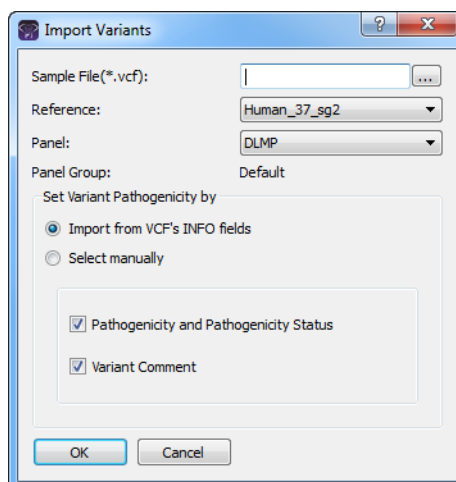 Import Variants
Sample File(*.vcf): ...
Reference: Human_37_sg2
Panel: DLMP
Panel Group: Default
Set Variant Pathogenicity by
Import from VCF's INFO fields
Select manually
Pathogenicity and Pathogenicity Status
Variant Comment
OK Cancel